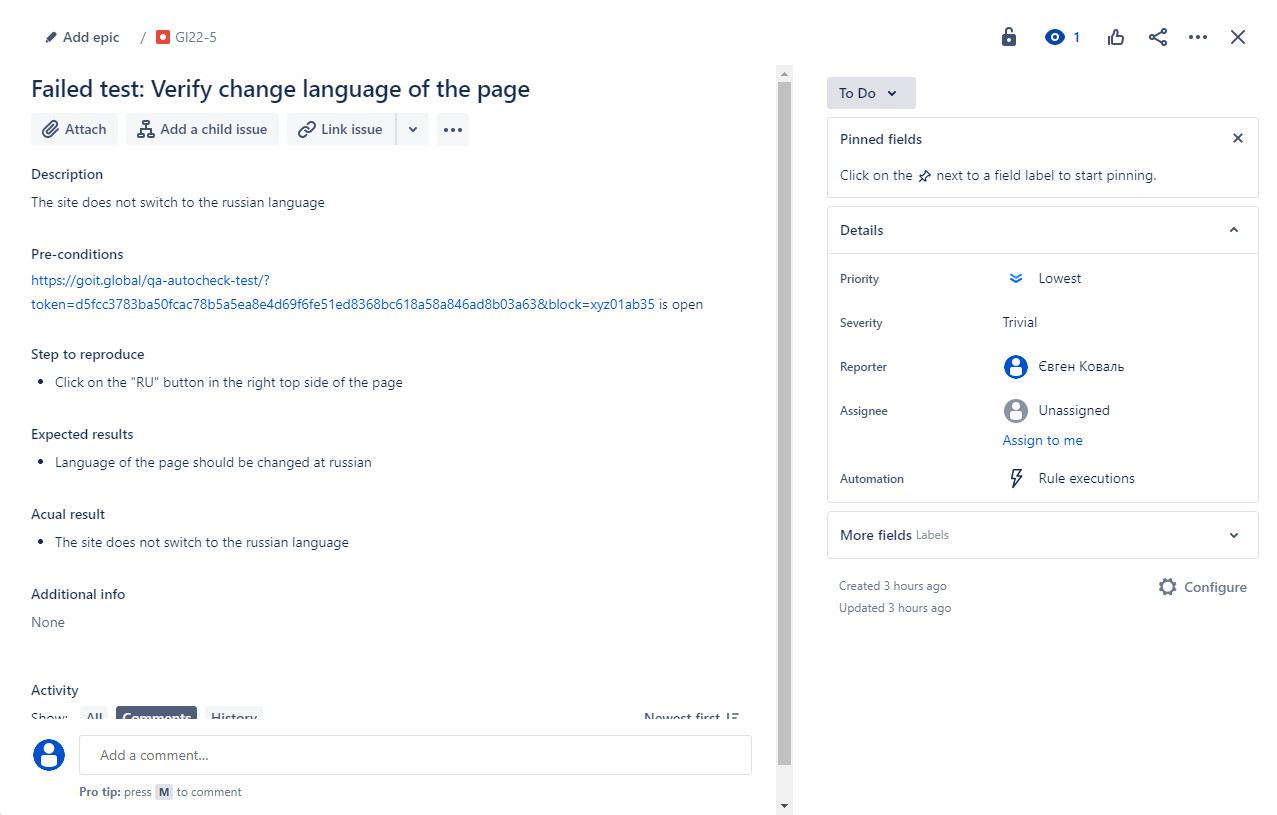 Add epic / GI22-5
1
Failed test: Verify change language of the page
Attach
Add a child issue
Link issue
Description
The site does not switch to the russian language
Pre-conditions
https://goit.global/qa-autocheck-test/?
token=d5fcc3783ba50fcac78b5a5ea8e4d69f6fe51ed8368bc618a58a846ad8b03a63&block=xyz01ab35 is open
Step to reproduce
Click on the "RU" button in the right top side of the page
Expected results
Language of the page should be changed at russian
Acual result
The site does not switch to the russian language
Additional info
None
Activity
Show: All Comments History Newest first
Add a comment...
Pro tip: press M to comment
To Do
Pinned fields
Click on the next to a field label to start pinning.
Details
Priority Lowest
Severity Trivial
Reporter Євген Коваль
Assignee Unassigned
Assign to me
Automation Rule executions
More fields Labels
Created 3 hours ago
Configure
Updated 3 hours ago